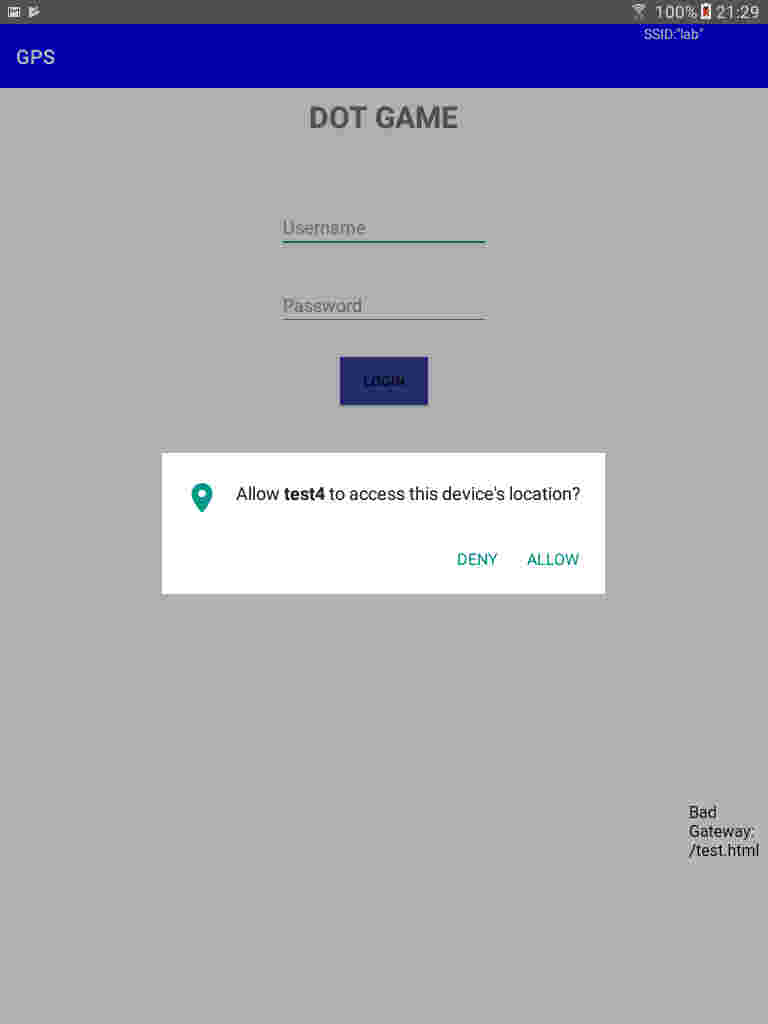 100% 21:29
SSID:"lab"
GPS
DOT GAME
Username
Password
LOGIN
Allow test4 to access this device's location?
DENY ALLOW
Bad
Gateway:
/test.html